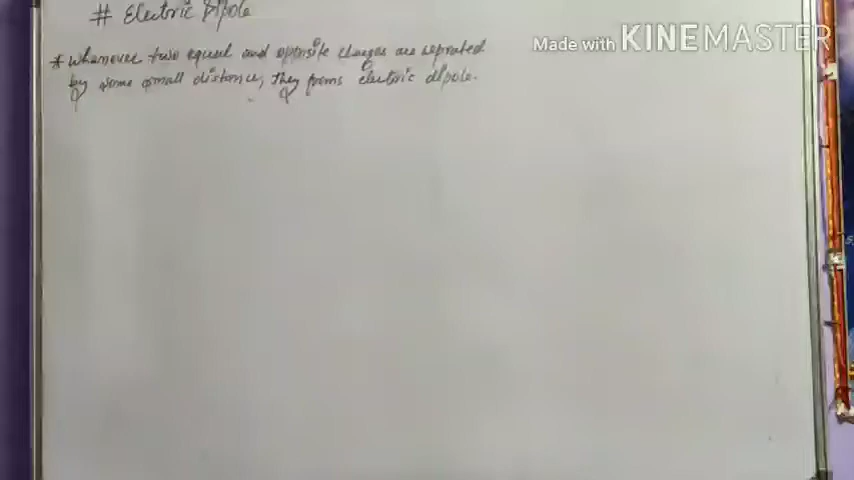 # Electric Dipole
Made with KINEMASTER
* Whenever two equal and opposite charges are seprated
by some small distance, they forms electric dipole.